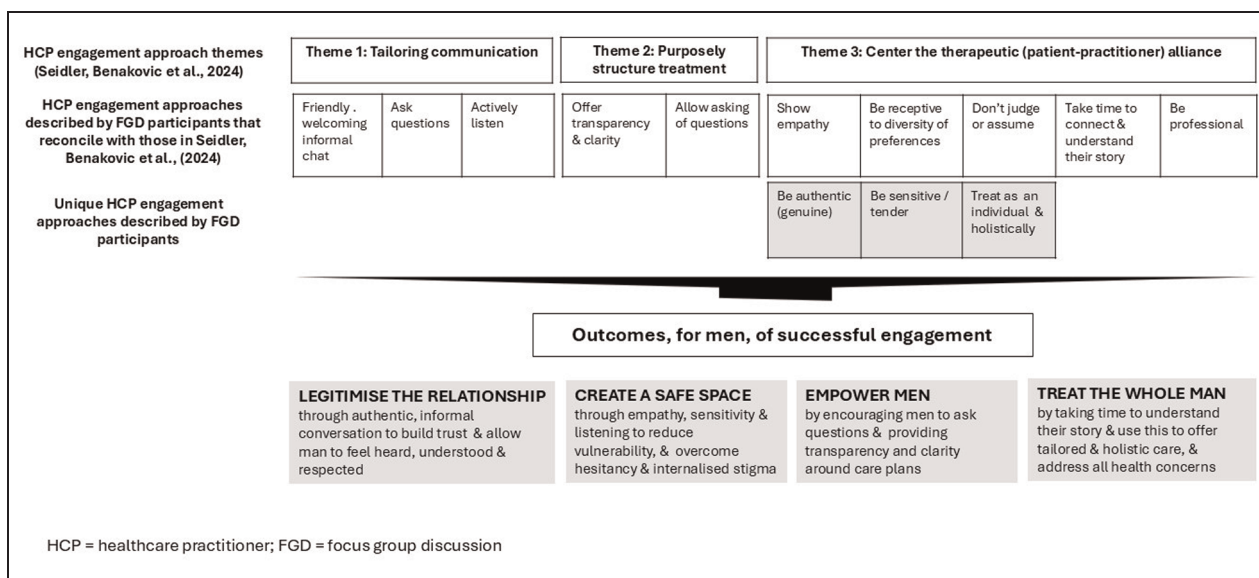 HCP engagement approach themes
(Seidler, Benakovic et al., 2024)
Theme 1: Tailoring communication
Theme 2: Purposely
structure treatment
Theme 3: Center the therapeutic (patient-practitioner) alliance
HCP engagement approaches
described by FGD participants that
reconcile with those in Seidler,
Benakovic et al., (2024)
Friendly .
welcoming
informal
chat
Ask
questions
Actively
listen
Offer
transparency
& clarity
Allow asking
of questions
Show
empathy
Be receptive
to diversity of
preferences
Don't judge
or assume
Take time to
connect &
understand
their story
Be
professional
Unique HCP engagement
approaches described by FGD
participants
Be authentic
(genuine)
Be sensitive /
tender
Treat as an
individual &
holistically
Outcomes, for men, of successful engagement
LEGITIMISE THE RELATIONSHIP
through authentic, informal
conversation to build trust & allow
man to feel heard, understood &
respected
CREATE A SAFE SPACE
through empathy, sensitivity &
listening to reduce
vulnerability, & overcome
hesitancy & internalised stigma
EMPOWER MEN
by encouraging men to ask
questions & providing
transparency and clarity
around care plans
TREAT THE WHOLE MAN
by taking time to understand
their story & use this to offer
tailored & holistic care, &
address all health concerns
HCP = healthcare practitioner; FGD = focus group discussion